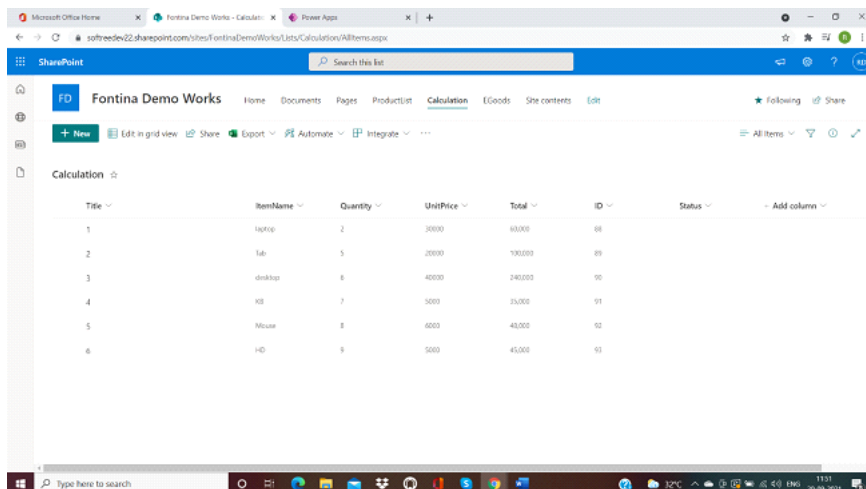 Microsoft Office Home
Fontina Demo Works - Calculatic
Power Apps
softreedev22.sharepoint.com/sites/FontinaDemoWorks/Lists/Calculation/AllItems.aspx
R
SharePoint
Search this list
RD
FD
Fontina Demo Works Home Documents Pages ProductList Calculation EGoods Site contents Edit
Following Share
+ New Edit in grid view Share Export Automate Integrate ...
All Items
Calculation
Title ItemName Quantity UnitPrice Total ID Status Add column
1 laptop 2 30000 60,000 88
2 Tab 5 20000 100,000 89
3 desktop 6 40000 240,000 90
4 KB 7 5000 35,000 91
5 Mouse 8 6000 48,000 92
6 HD 9 5000 45,000 93
Type here to search
32°C
ENG
11:51
20-09-2021